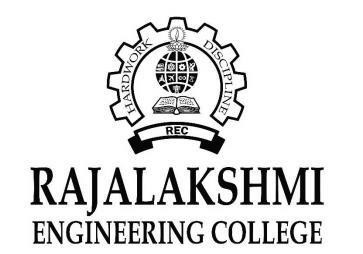 HARDWORK DISCIPLINE
REC
RAJALAKSHMI
ENGINEERING COLLEGE